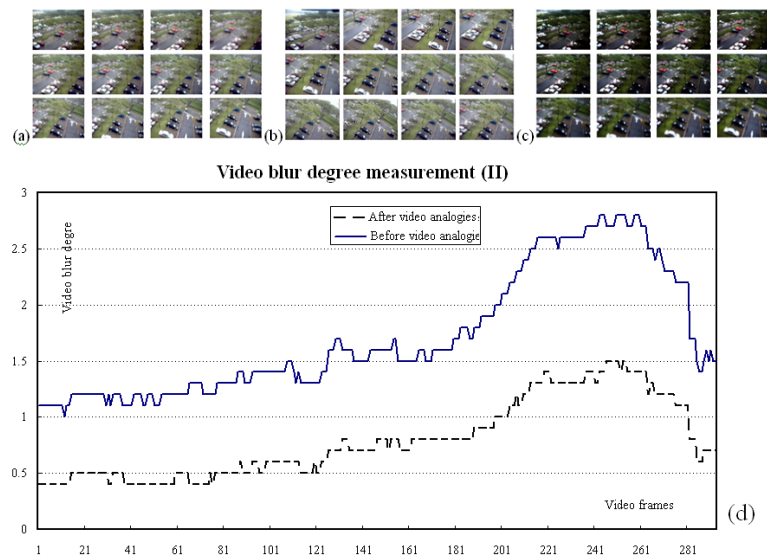 (a) (b) (c)
Video blur degree measurement (II)
3
2.5
2
1.5
1
0.5
0
Video blur degre
After video analogies
Before video analogie
Video frames
(d)
1 21 41 61 81 101 121 141 161 181 201 221 241 261 281